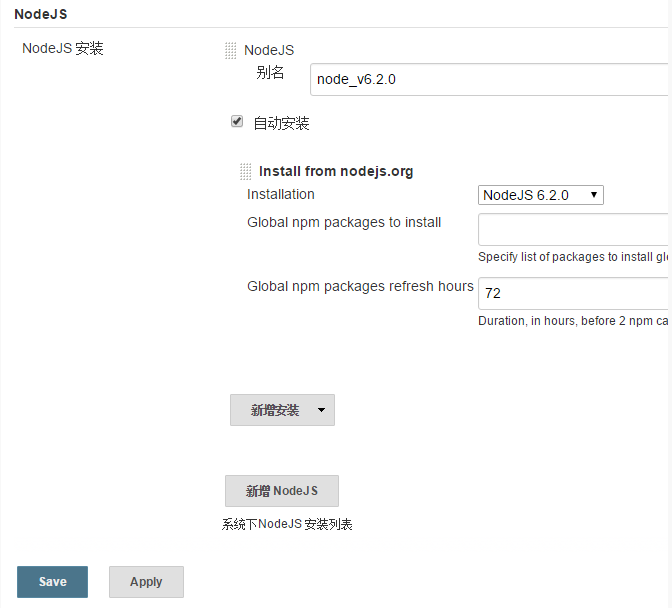 NodeJS
NodeJS 安装
NodeJS
别名
node_v6.2.0
自动安装
Install from nodejs.org
Installation
NodeJS 6.2.0
Global npm packages to install
Specify list of packages to install gl
Global npm packages refresh hours
72
Duration, in hours, before 2 npm ca
新增安装
新增 NodeJS
系统下NodeJS 安装列表
Save
Apply